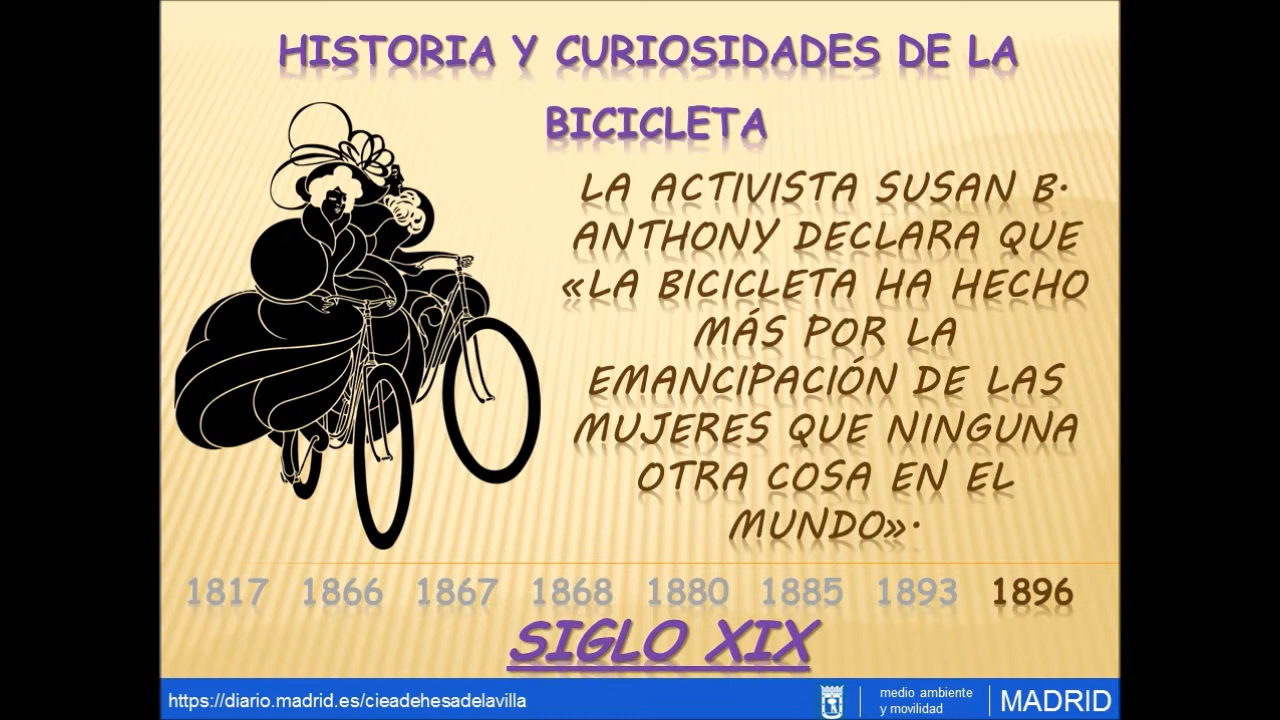 HISTORIA Y CURIOSIDADES DE LA
BICICLETA
LA ACTIVISTA SUSAN B.
ANTHONY DECLARA QUE
«LA BICICLETA HA HECHO
MÁS POR LA
EMANCIPACIÓN DE LAS
MUJERES QUE NINGUNA
OTRA COSA EN EL
MUNDO».
1817 1866 1867 1868 1880 1885 1893 1896
SIGLO XIX
https://diario.madrid.es/cieadehesadelavilla
medio ambiente
y movilidad
MADRID